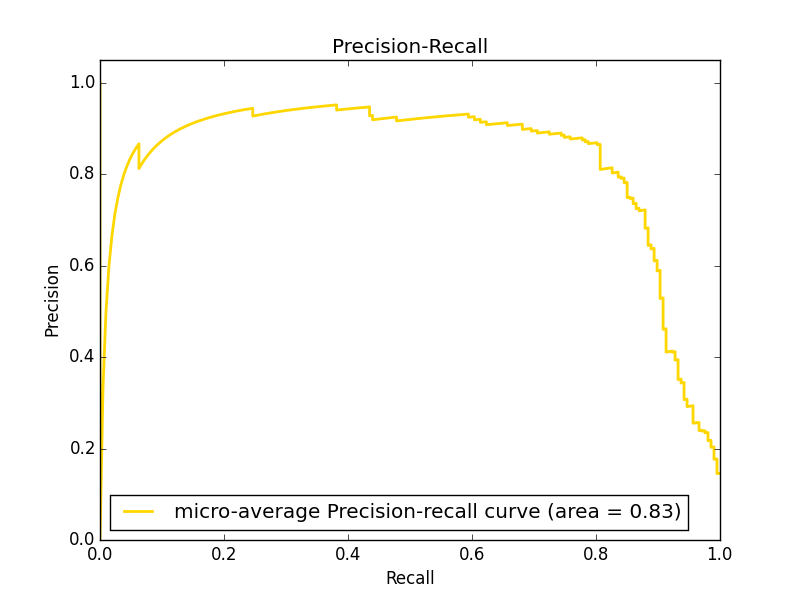 Precision-Recall
1.0
0.8
0.6
0.4
0.2
0.0
Precision
micro-average Precision-recall curve (area = 0.83)
0.0 0.2 0.4 0.6 0.8 1.0
Recall